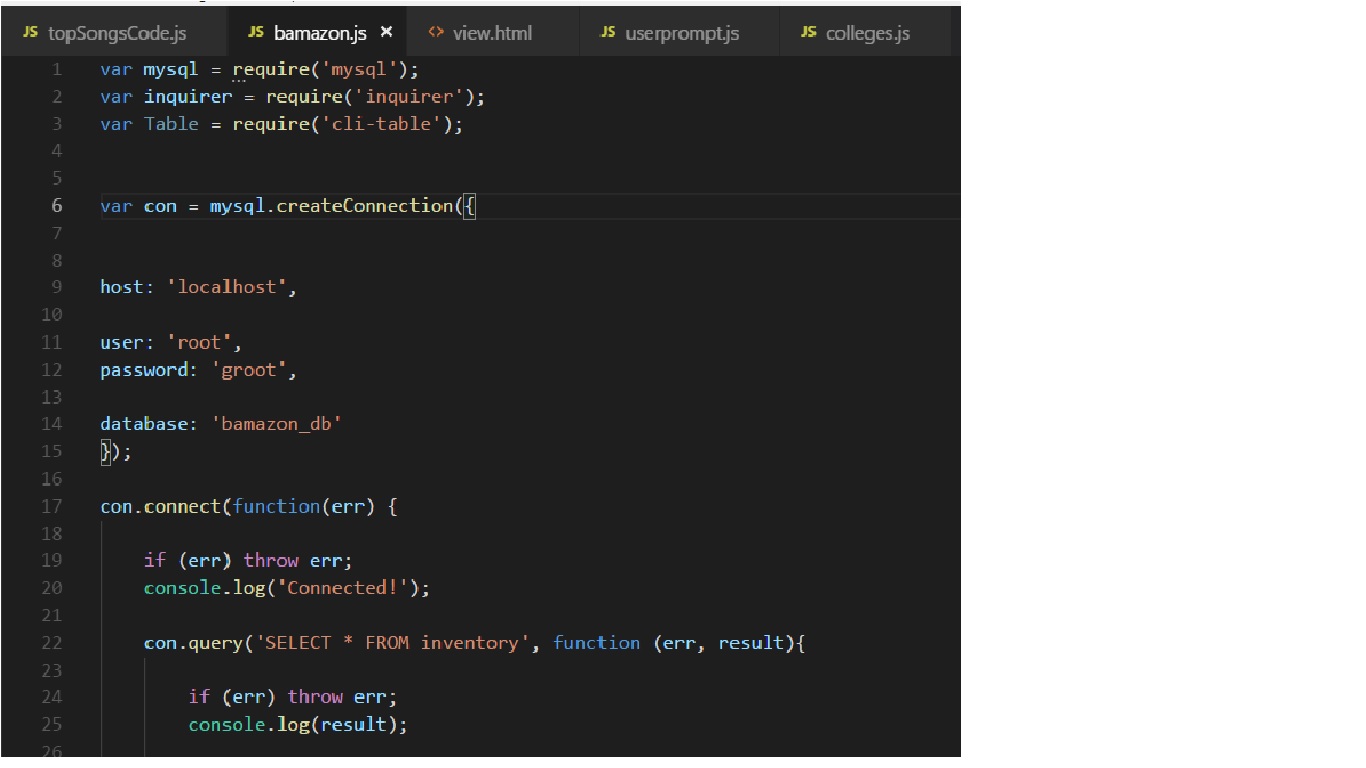 JS topSongsCode.js JS bamazon.js × <> view.html JS userprompt.js JS colleges.js
1 var mysql = require('mysql');
2 var inquirer = require('inquirer');
3 var Table = require('cli-table');
4
5
6 var con = mysql.createConnection({
7
8
9 host: 'localhost',
10
11 user: 'root',
12 password: 'groot',
13
14 database: 'bamazon_db'
15 });
16
17 con.connect(function(err) {
18
19 if (err) throw err;
20 console.log('Connected!');
21
22 con.query('SELECT * FROM inventory', function (err, result){
23
24 if (err) throw err;
25 console.log(result);
26